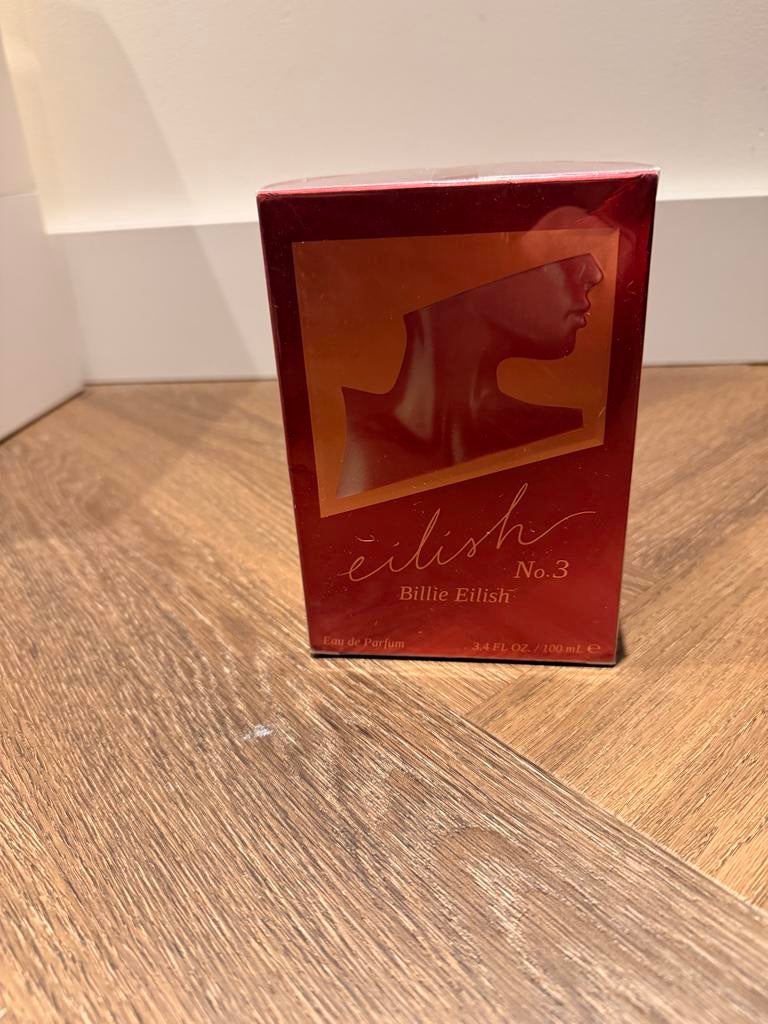 eilish
No.3
Billie Eilish
Eau de Parfum 3.4 FL OZ. / 100 mL ℮